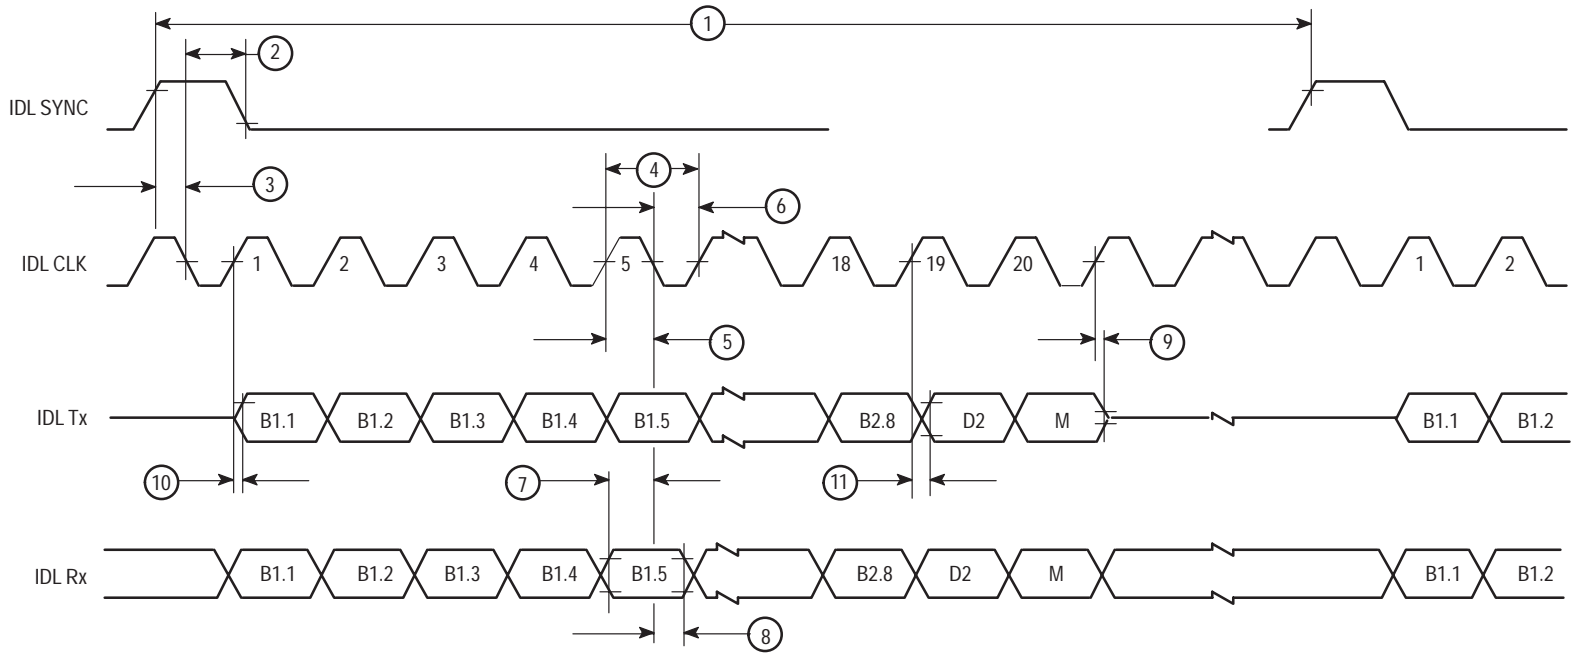 1
2
IDL SYNC
3
4
6
IDL CLK 1 2 3 4 5 18 19 20 1 2
5
9
IDL Tx B1.1 B1.2 B1.3 B1.4 B1.5 B2.8 D2 M B1.1 B1.2
10 7 11
IDL Rx B1.1 B1.2 B1.3 B1.4 B1.5 B2.8 D2 M B1.1 B1.2
8